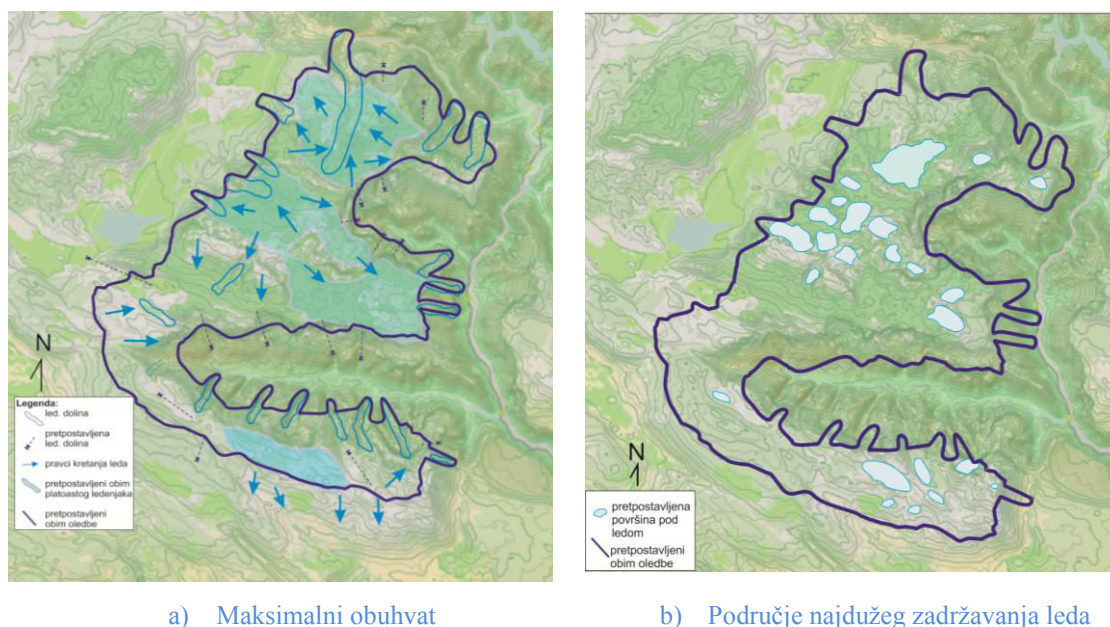 N
Legenda:
led. dolina
pretpostavljena
led. dolina
pravci kretanja leda
pretpostavljeni obim
platoastog ledenjaka
pretpostavljeni
obim oledbe
N
pretpostavljena
površina pod
ledom
pretpostavljeni
obim oledbe
a) Maksimalni obuhvat
b) Područje najdužeg zadržavanja leda